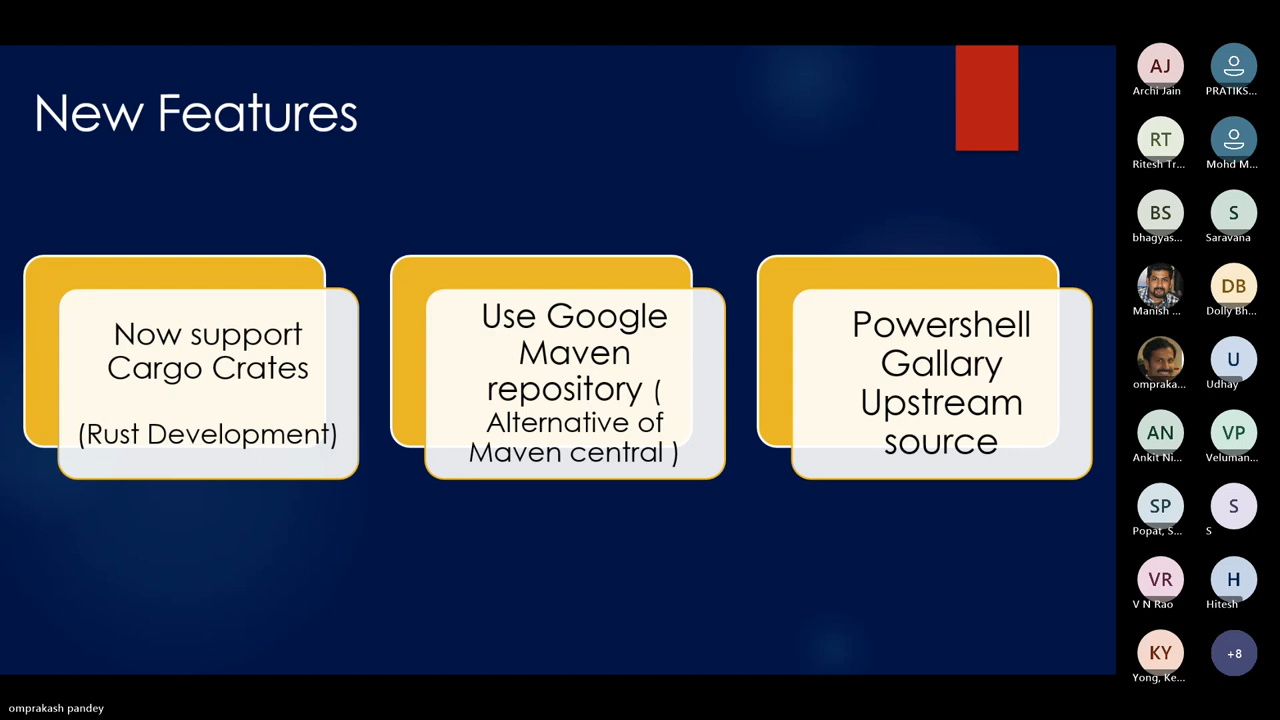 New Features
Now support
Cargo Crates
(Rust Development)
Use Google
Maven
repository (
Alternative of
Maven central )
Powershell
Gallary
Upstream
source
AJ
Archi Jain
PRATIKS...
RT
Ritesh Tr...
Mohd M...
BS
bhagyas...
S
Saravana
Manish ...
DB
Dolly Bh...
ompraka...
U
Udhay
AN
Ankit Ni...
VP
Veluman...
SP
Popat, S...
S
S
VR
V N Rao
H
Hitesh
KY
Yong, Ke...
+8
omprakash pandey